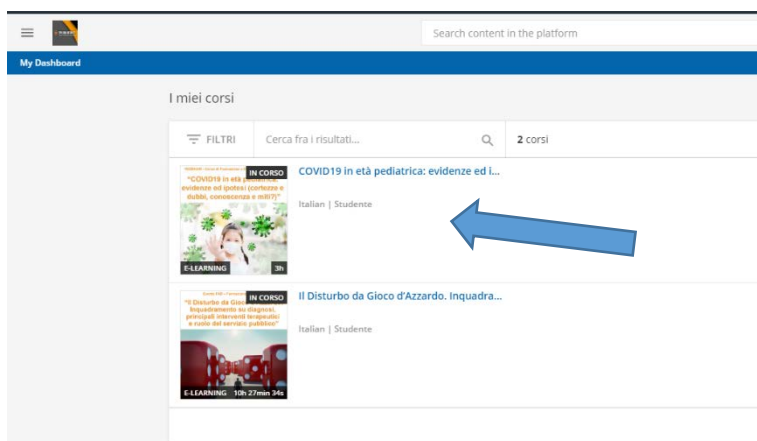 Search content in the platform
My Dashboard
I miei corsi
FILTRI
Cerca fra i risultati...
2 corsi
IN CORSO
"COVID19 in età
evidenze ed ipotesi (certezze e
dubbi, conoscenza e miti?)"
E-LEARNING
3h
COVID19 in età pediatrica: evidenze ed i...
Italian | Studente
IN CORSO
"Il Disturbo da Gioco
Inquadramento su diagnosi,
principali interventi terapeutici
e ruolo del servizio pubblico"
E-LEARNING
10h 27min 34s
Il Disturbo da Gioco d'Azzardo. Inquadra...
Italian | Studente